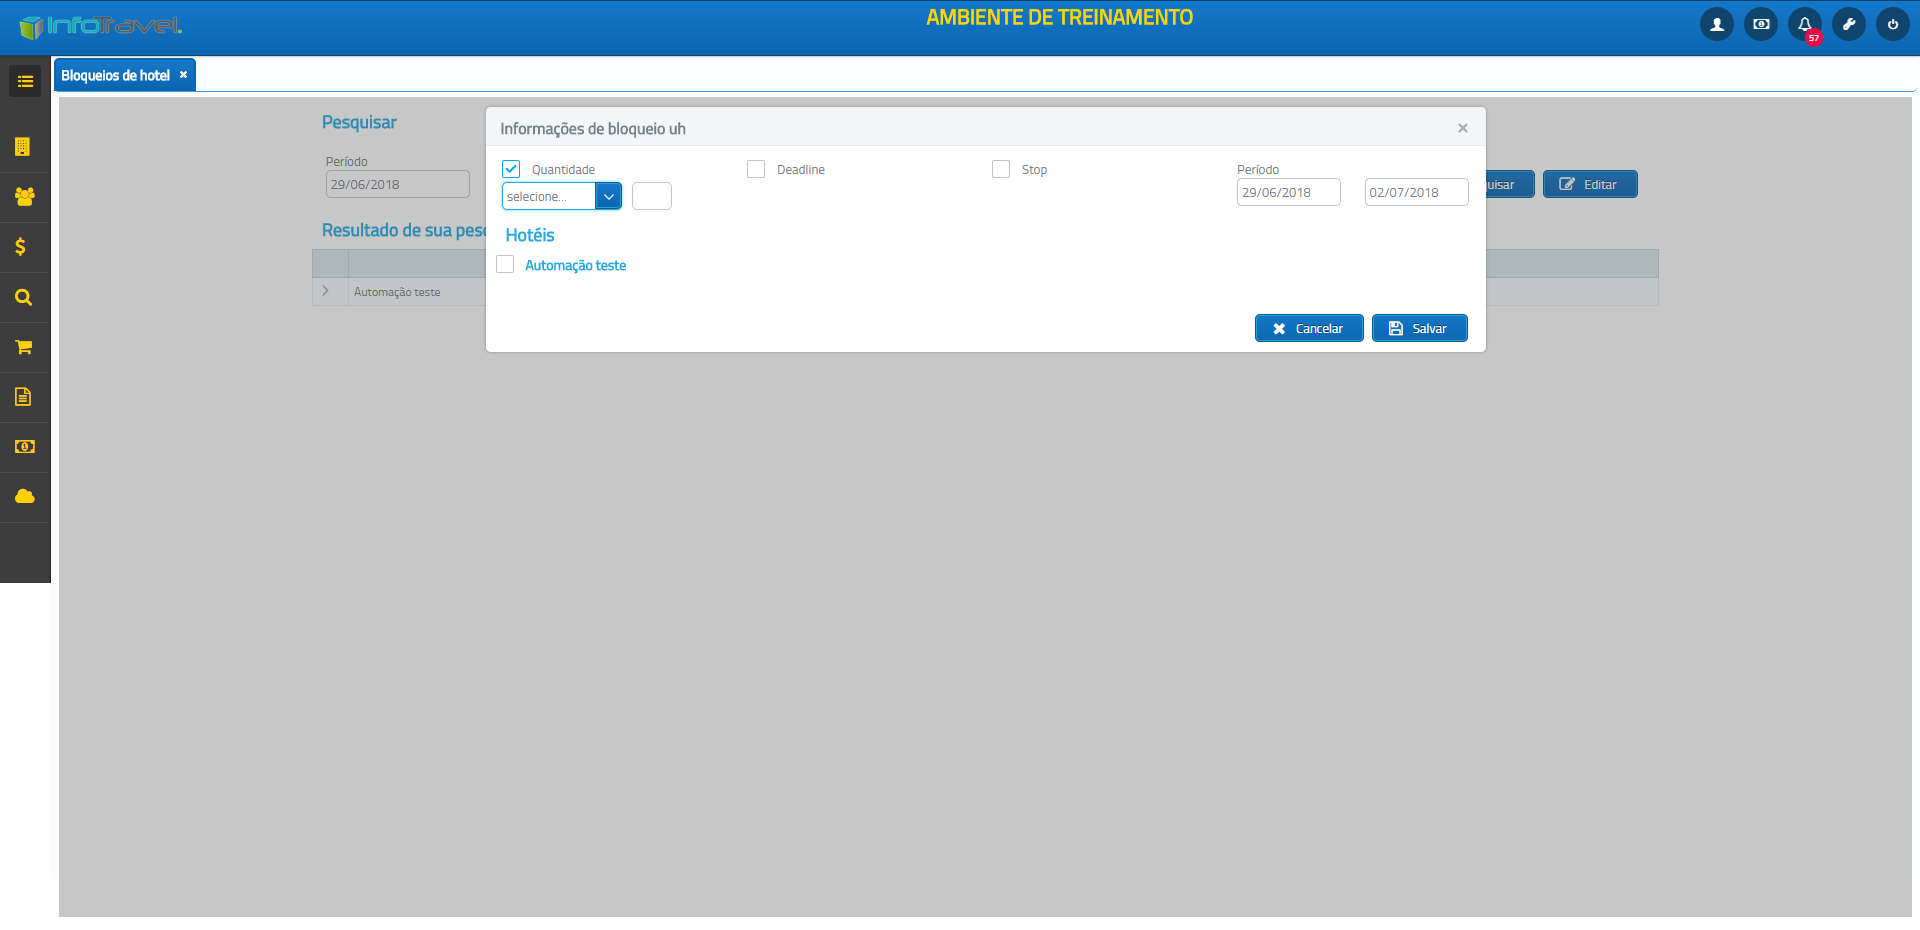 InfoTravel.
AMBIENTE DE TREINAMENTO
57
Bloqueios de hotel
Pesquisar
Período
29/06/2018
uisar
Editar
Resultado de sua pesq
Automação teste
Informações de bloqueio uh
Quantidade
Deadline
Stop
Período
selecione...
29/06/2018
02/07/2018
Hotéis
Automação teste
Cancelar
Salvar